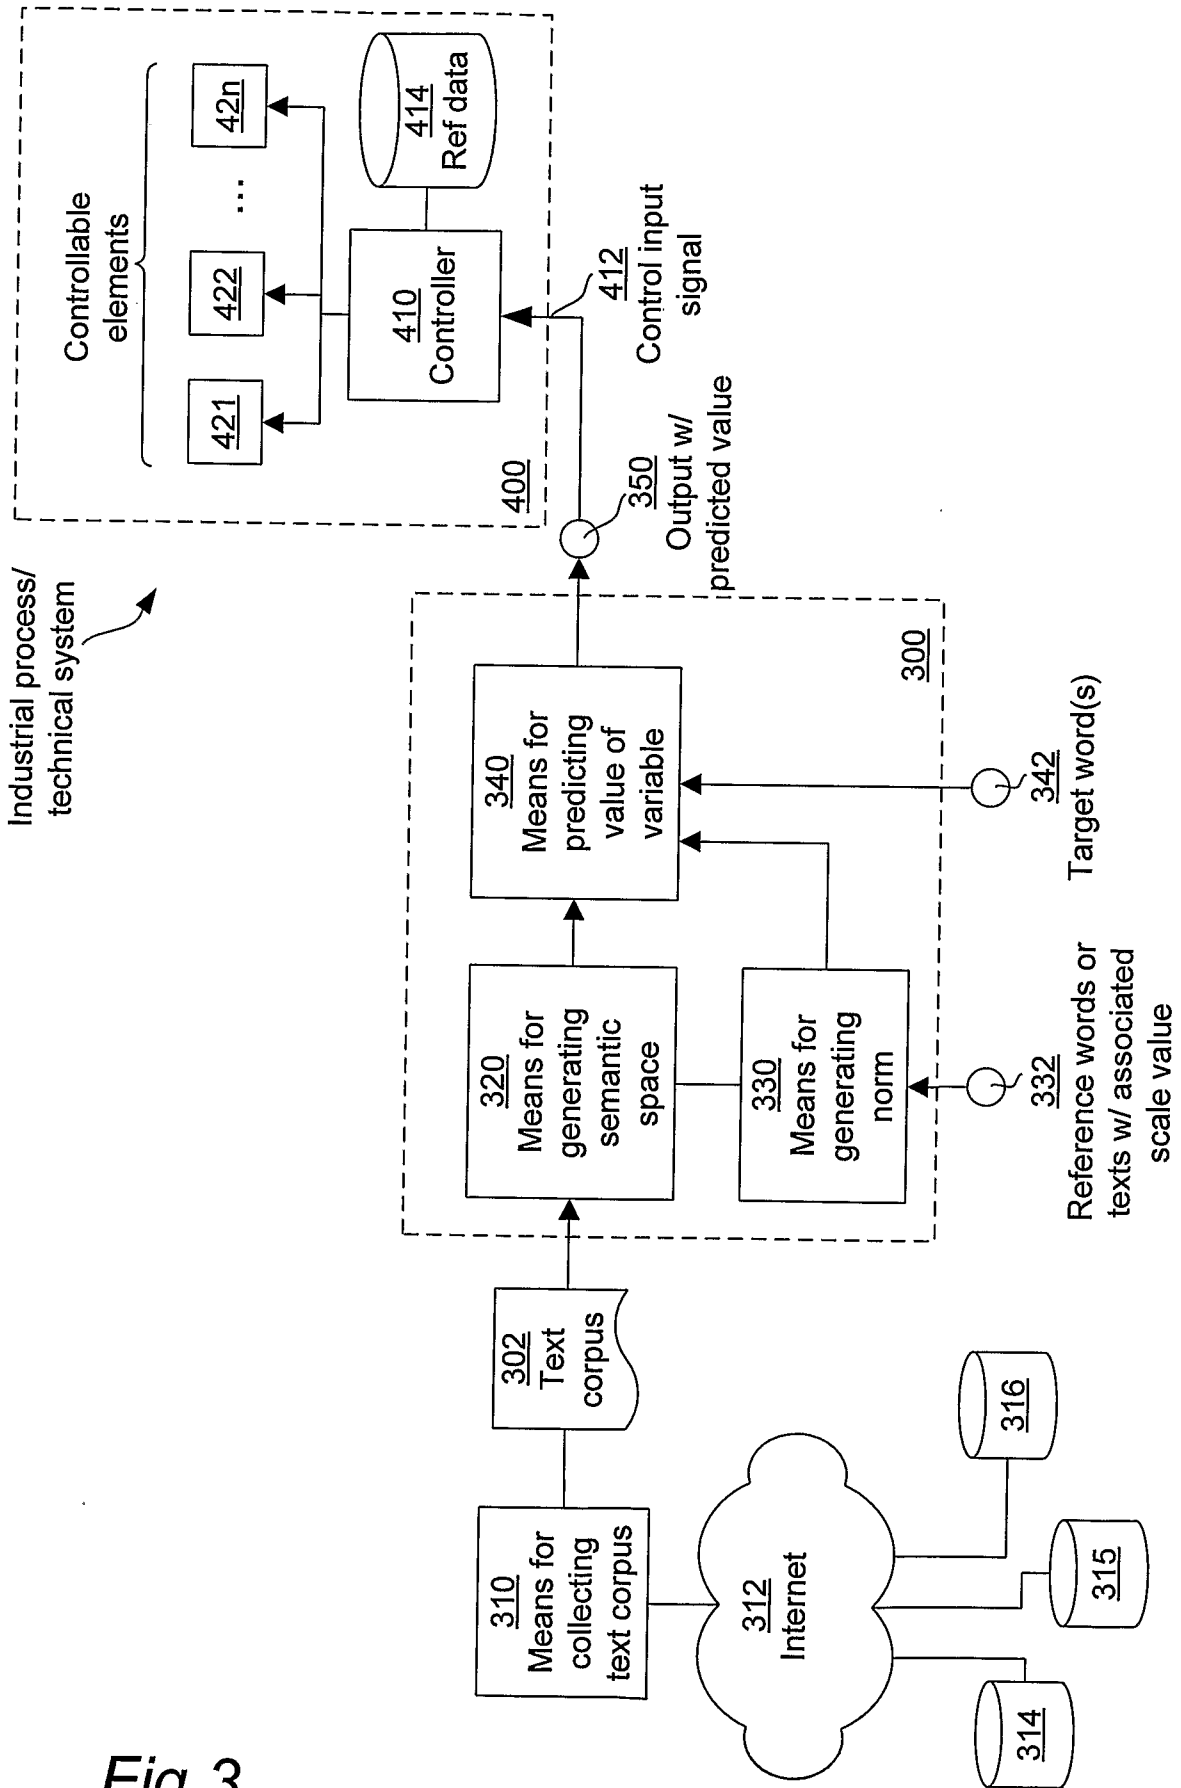 Industrial process/
technical system
Controllable
elements
421
422
...
42n
410
Controller
414
Ref data
400
412
Control input
signal
350
Output w/
predicted value
340
Means for
predicting
value of
variable
300
320
Means for
generating
semantic
space
330
Means for
generating
norm
342
Target word(s)
332
Reference words or
texts w/ associated
scale value
302
Text
corpus
310
Means for
collecting
text corpus
312
Internet
314
315
316
Fig 3